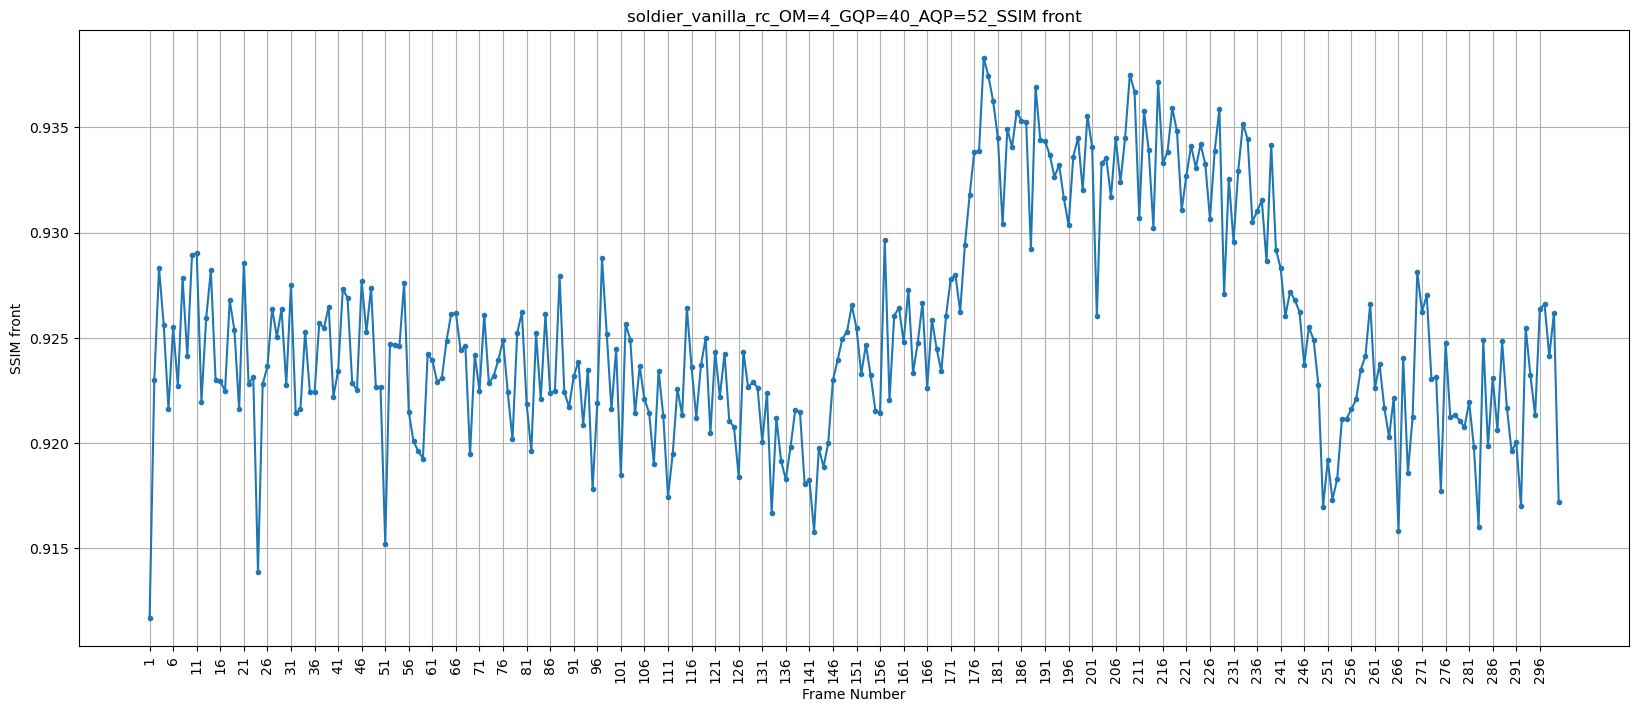 soldier_vanilla_rc_OM=4_GQP=40_AQP=52_SSIM front
SSIM front
0.935
0.930
0.925
0.920
0.915
1 6 11 16 21 26 31 36 41 46 51 56 61 66 71 76 81 86 91 96 101 106 111 116 121 126 131 136 141 146 151 156 161 166 171 176 181 186 191 196 201 206 211 216 221 226 231 236 241 246 251 256 261 266 271 276 281 286 291 296
Frame Number